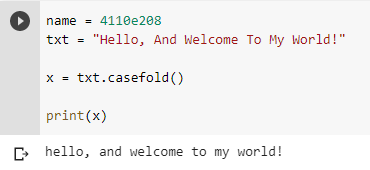 name = 4110e208
txt = "Hello, And Welcome To My World!"
x = txt.casefold()
print(x)
hello, and welcome to my world!